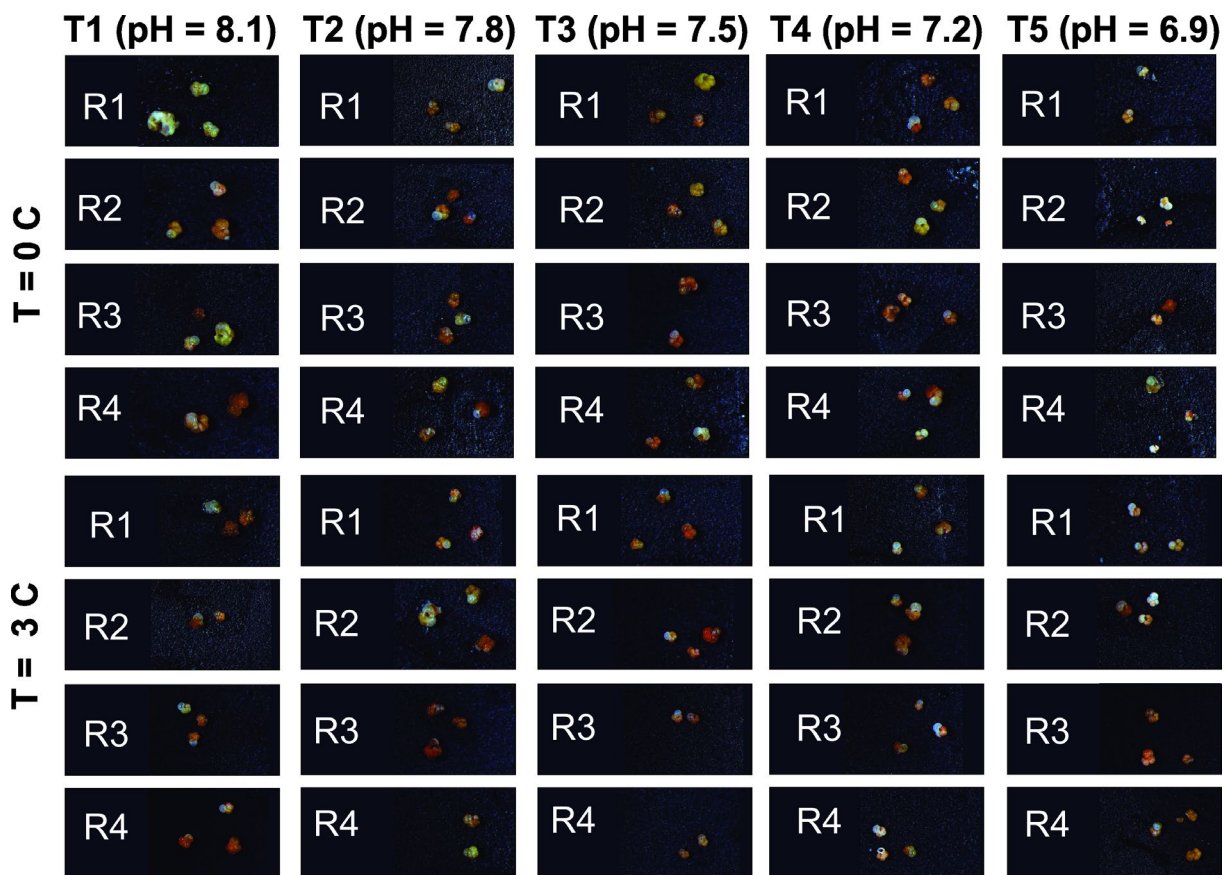 T1 (pH = 8.1) T2 (pH = 7.8) T3 (pH = 7.5) T4 (pH = 7.2) T5 (pH = 6.9)
T = 0 C
R1 R1 R1 R1 R1
R2 R2 R2 R2 R2
R3 R3 R3 R3 R3
R4 R4 R4 R4 R4
T = 3 C
R1 R1 R1 R1 R1
R2 R2 R2 R2 R2
R3 R3 R3 R3 R3
R4 R4 R4 R4 R4